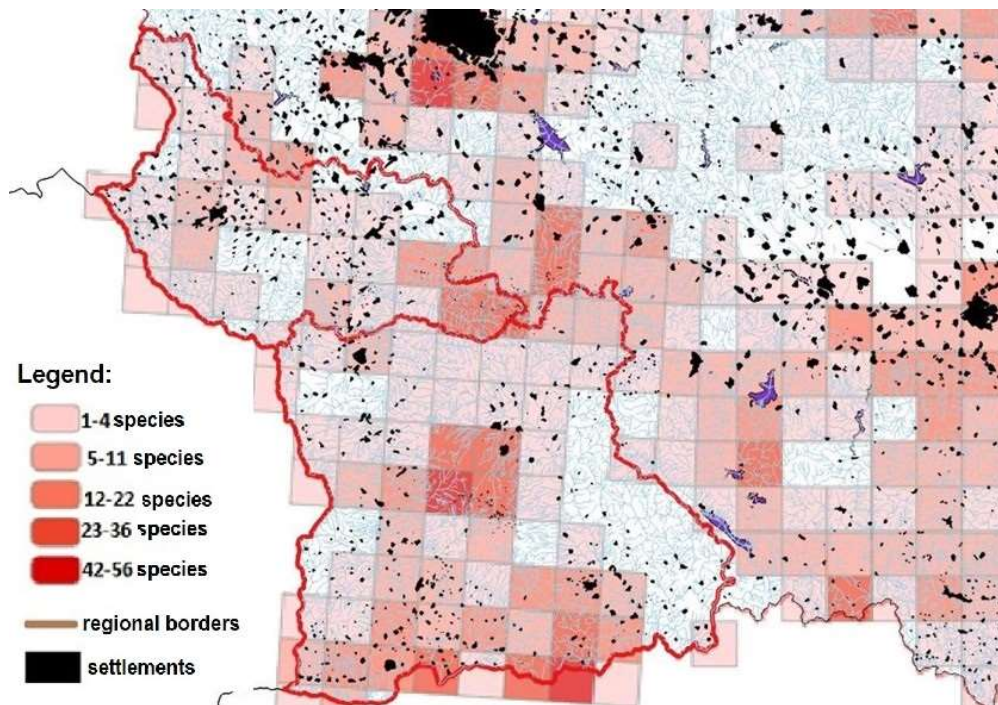 Legend:
1-4 species
5-11 species
12-22 species
23-36 species
42-56 species
regional borders
settlements